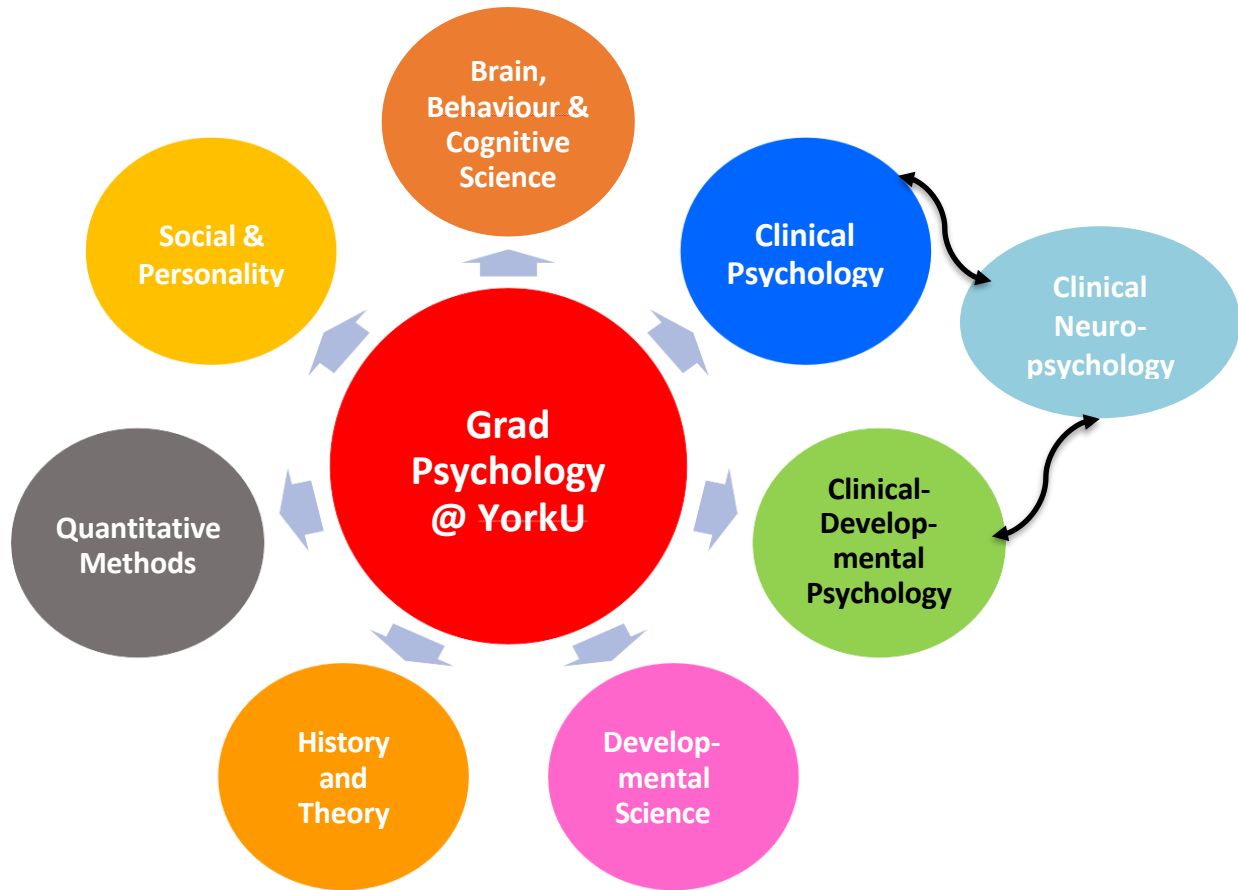 Brain,
Behaviour &
Cognitive
Science
Social &
Personality
Clinical
Psychology
Clinical
Neuro-
psychology
Grad
Psychology
@ YorkU
Quantitative
Methods
Clinical-
Develop-
mental
Psychology
History
and
Theory
Develop-
mental
Science